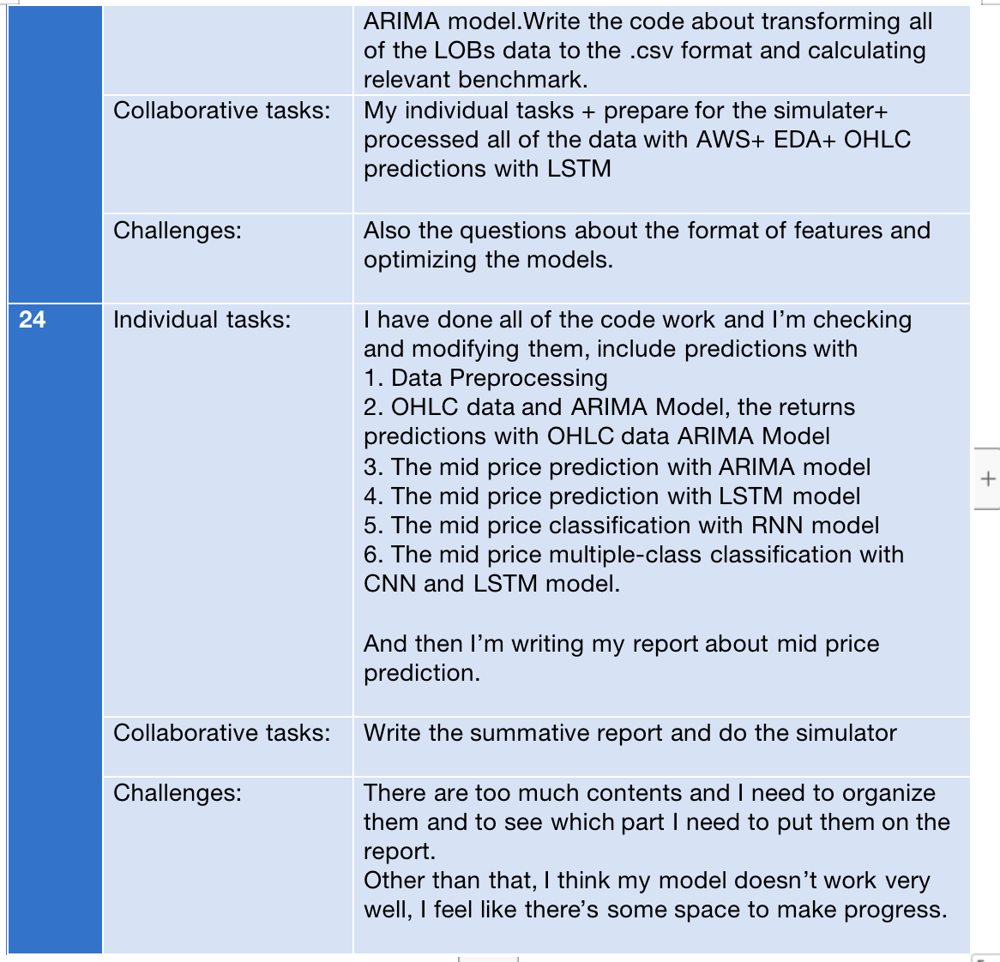 ARIMA model.Write the code about transforming all
of the LOBs data to the .csv format and calculating
relevant benchmark.
Collaborative tasks:
My individual tasks + prepare for the simulater+
processed all of the data with AWS+ EDA+ OHLC
predictions with LSTM
Challenges:
Also the questions about the format of features and
optimizing the models.
24
Individual tasks:
I have done all of the code work and I’m checking
and modifying them, include predictions with
1. Data Preprocessing
2. OHLC data and ARIMA Model, the returns
predictions with OHLC data ARIMA Model
3. The mid price prediction with ARIMA model
4. The mid price prediction with LSTM model
5. The mid price classification with RNN model
6. The mid price multiple-class classification with
CNN and LSTM model.
And then I’m writing my report about mid price
prediction.
Collaborative tasks:
Write the summative report and do the simulator
Challenges:
There are too much contents and I need to organize
them and to see which part I need to put them on the
report.
Other than that, I think my model doesn’t work very
well, I feel like there’s some space to make progress.
+